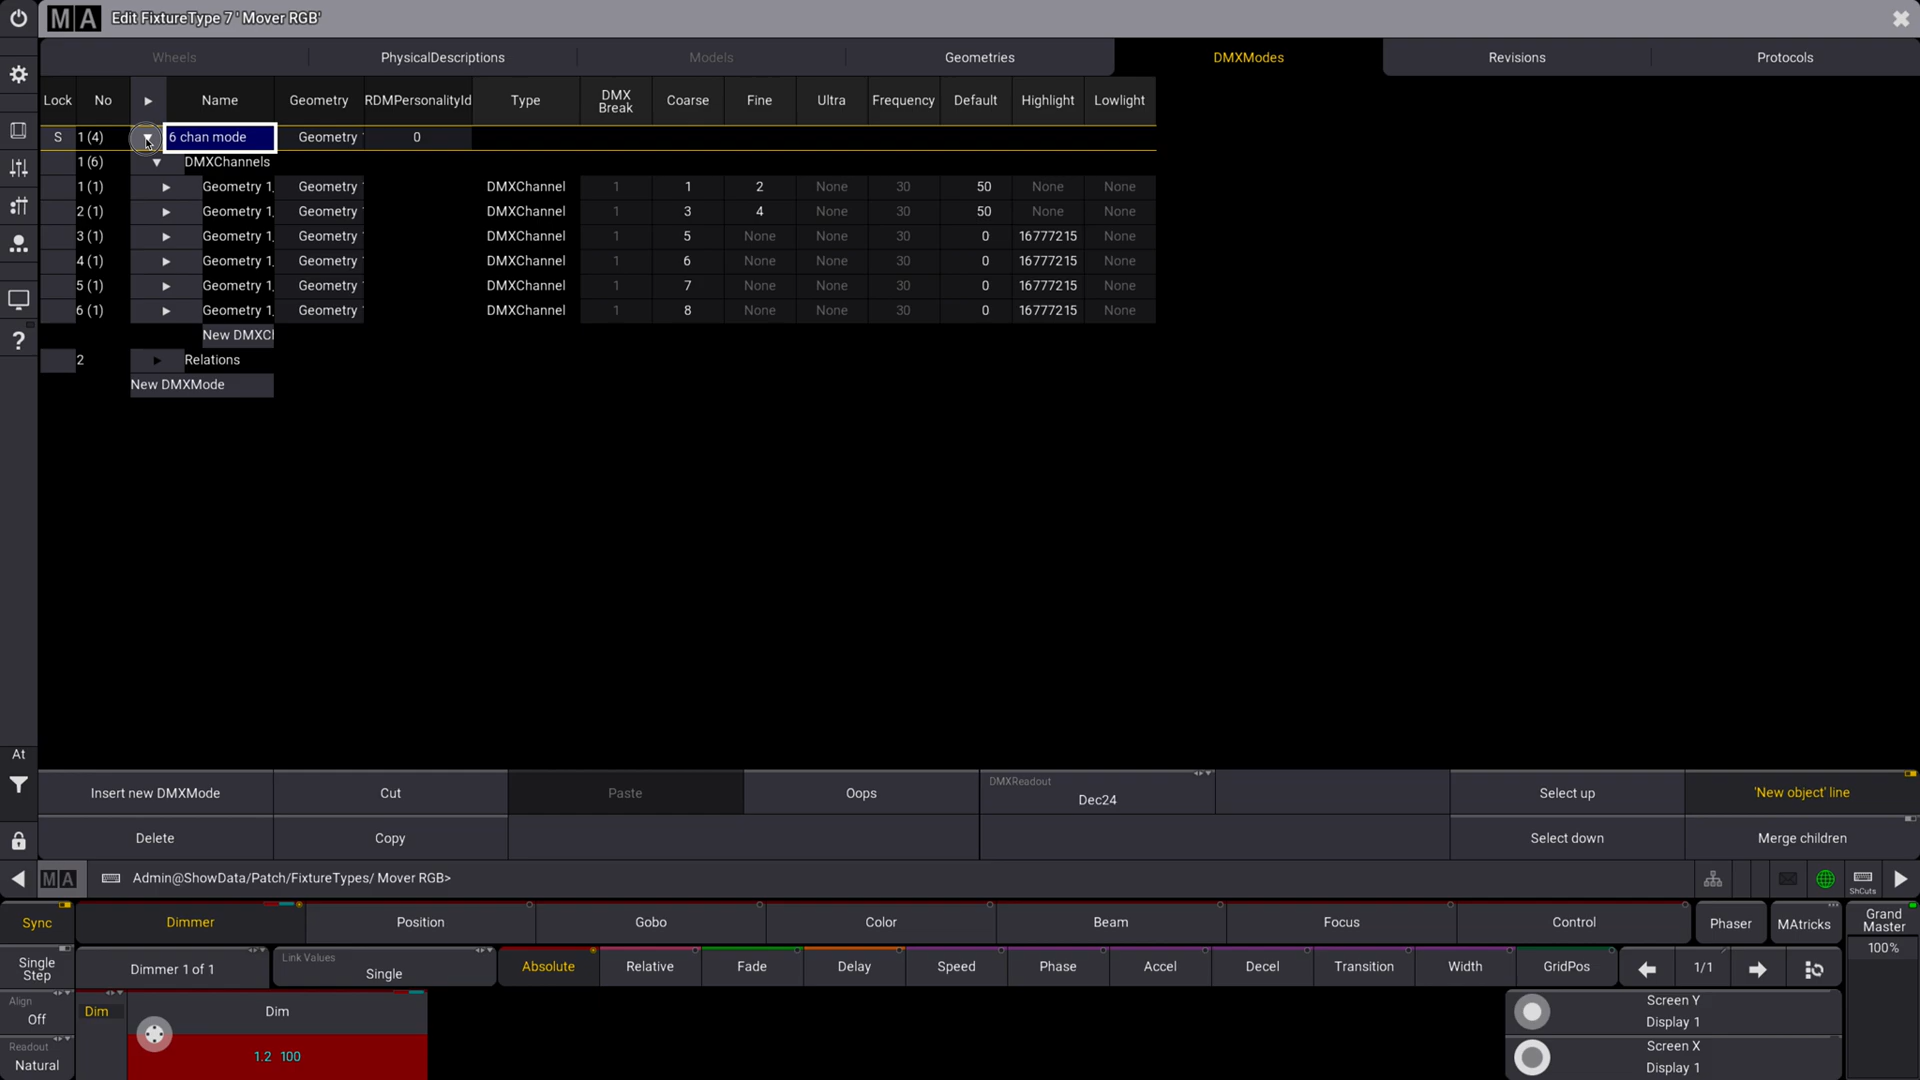 MA Edit FixtureType 7 ' Mover RGB'
Wheels PhysicalDescriptions Models Geometries DMXModes Revisions Protocols
Lock No Name Geometry RDMPersonalityId Type DMX Break Coarse Fine Ultra Frequency Default Highlight Lowlight
S 1 (4) 6 chan mode Geometry 0
1 (6) DMXChannels
1 (1) Geometry 1, Geometry DMXChannel 1 1 2 None 30 50 None None
2 (1) Geometry 1, Geometry DMXChannel 1 3 4 None 30 50 None None
3 (1) Geometry 1, Geometry DMXChannel 1 5 None None 30 0 16777215 None
4 (1) Geometry 1, Geometry DMXChannel 1 6 None None 30 0 16777215 None
5 (1) Geometry 1, Geometry DMXChannel 1 7 None None 30 0 16777215 None
6 (1) Geometry 1, Geometry DMXChannel 1 8 None None 30 0 16777215 None
New DMXCl
2 Relations
New DMXMode
?
At
Insert new DMXMode Cut Paste Oops DMXReadout Dec24 Select up 'New object' line
Delete Copy Select down Merge children
MA Admin@ShowData/Patch/FixtureTypes/ Mover RGB> ShCuts
Sync Dimmer Position Gobo Color Beam Focus Control Phaser MAtricks Grand Master
100%
Single Step Dimmer 1 of 1 Link Values Single Absolute Relative Fade Delay Speed Phase Accel Decel Transition Width GridPos 1/1
Align Off Dim Dim Screen Y Display 1
Readout Natural 1.2 100 Screen X Display 1